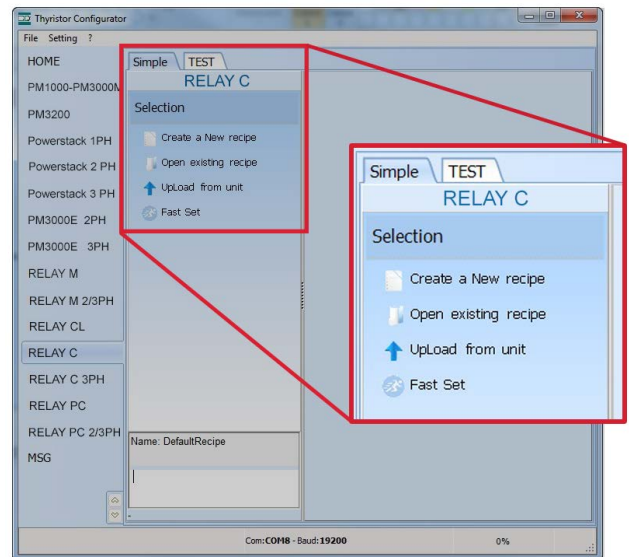 Thyristor Configurator
File Setting ?
HOME
PM1000-PM3000M
PM3200
Powerstack 1PH
Powerstack 2 PH
Powerstack 3 PH
PM3000E 2PH
PM3000E 3PH
RELAY M
RELAY M 2/3PH
RELAY CL
RELAY C
RELAY C 3PH
RELAY PC
RELAY PC 2/3PH
MSG
Simple TEST
RELAY C
Selection
Create a New recipe
Open existing recipe
UpLoad from unit
Fast Set
Name: DefaultRecipe
Simple TEST
RELAY C
Selection
Create a New recipe
Open existing recipe
UpLoad from unit
Fast Set
Com:COM8 - Baud:19200 0%